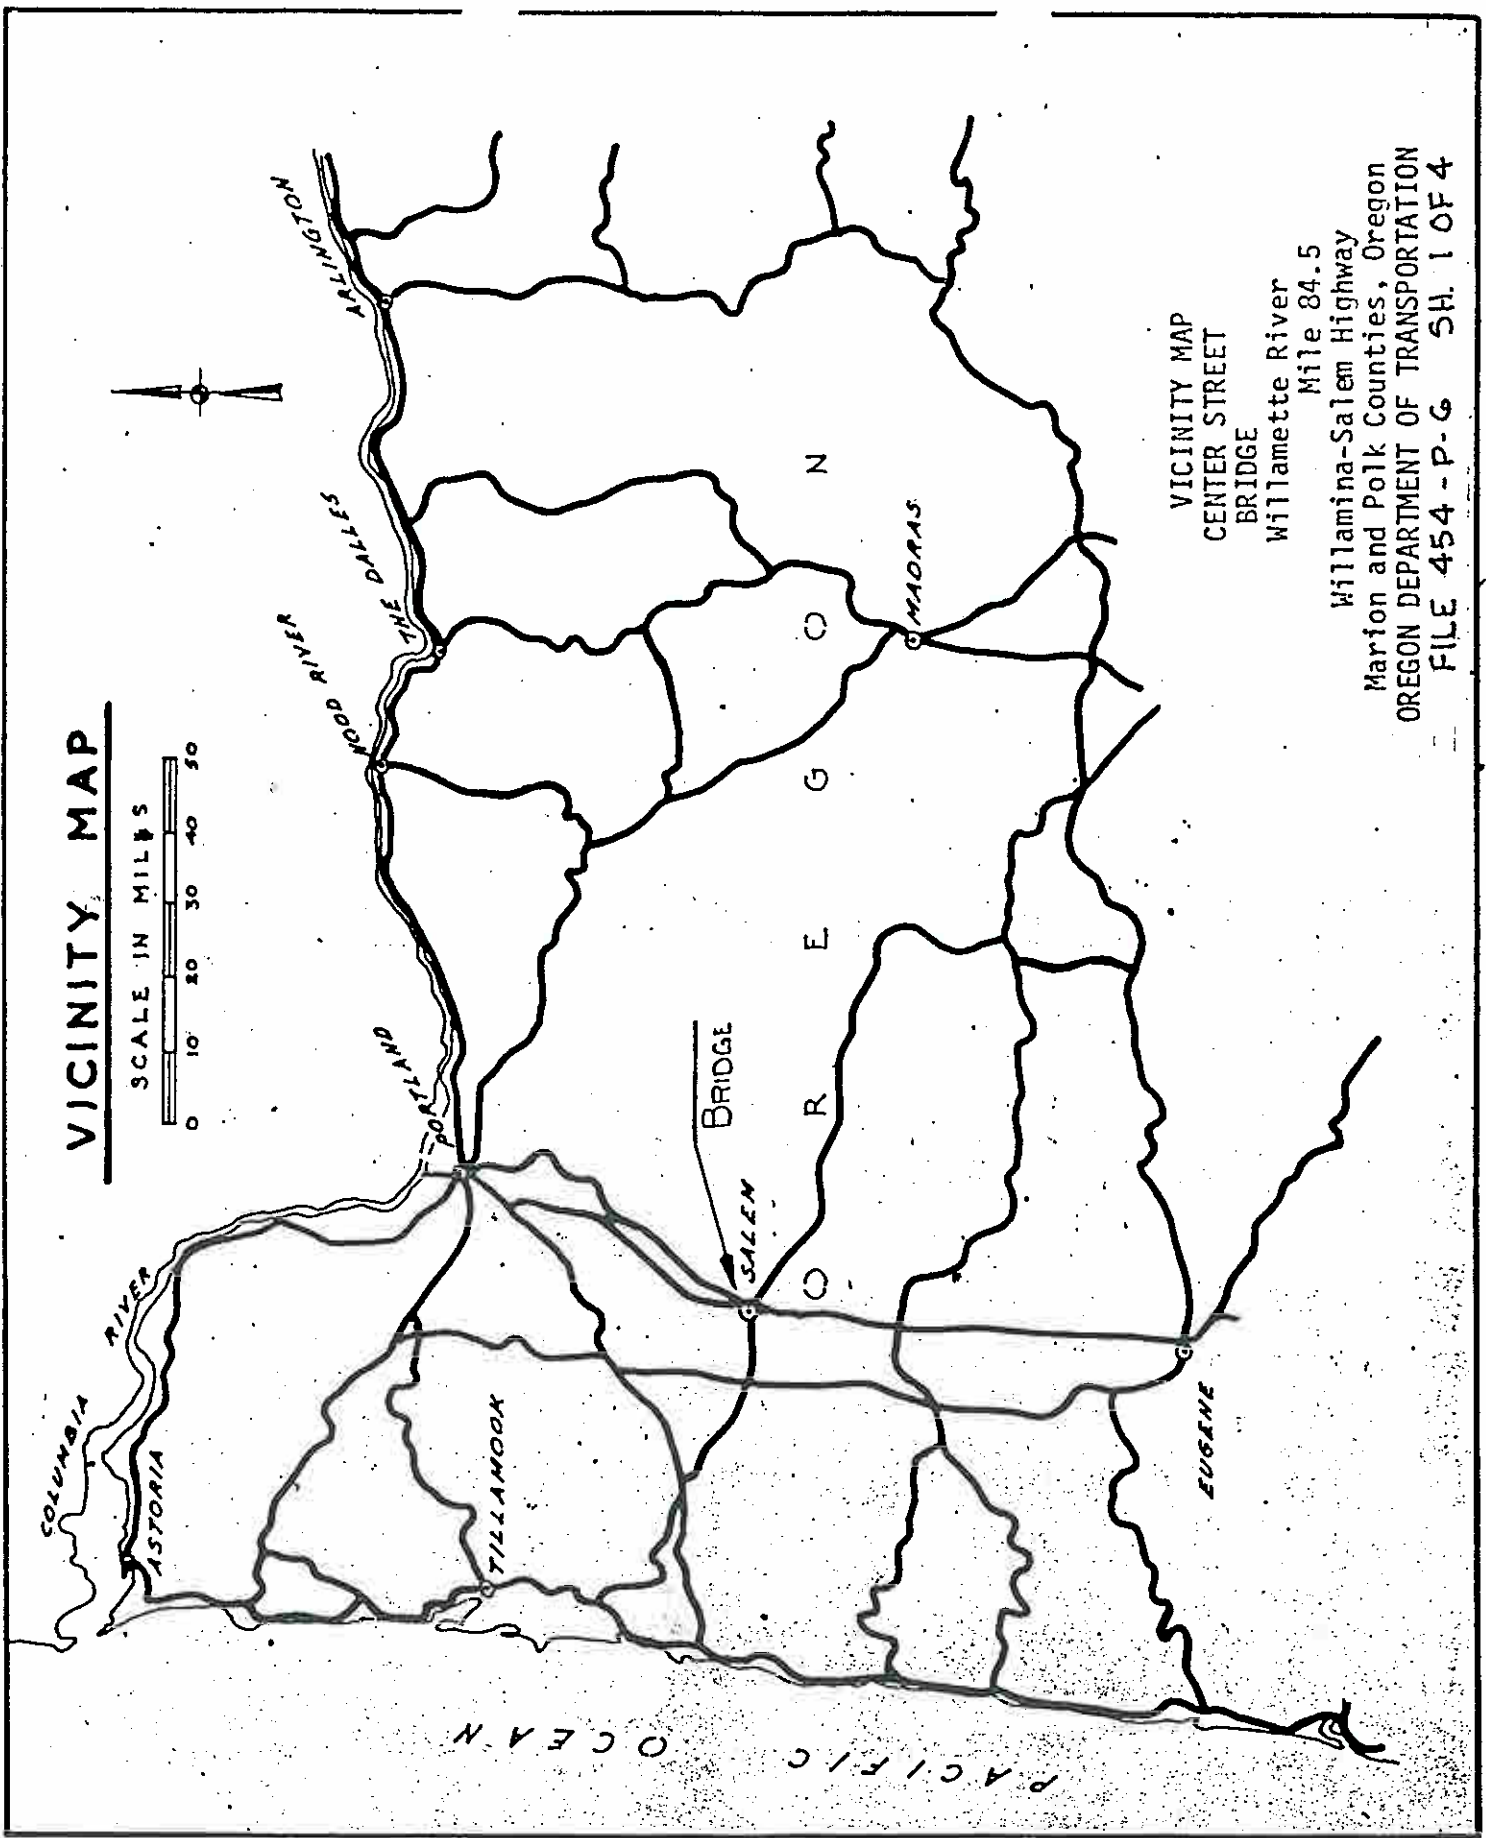 VICINITY MAP
SCALE IN MILES
0 10 20 30 40 50
COLUMBIA
RIVER
ASTORIA
PORTLAND
HOOD RIVER
THE DALLES
ARLINGTON
TILLAMOOK
BRIDGE
SALEM
MADRAS
EUGENE
OREGON
PACIFIC OCEAN
VICINITY MAP
CENTER STREET
BRIDGE
Willamette River
Mile 84.5
Willamina-Salem Highway
Marion and Polk Counties, Oregon
OREGON DEPARTMENT OF TRANSPORTATION
FILE 454-P-6 SH. 1 OF 4